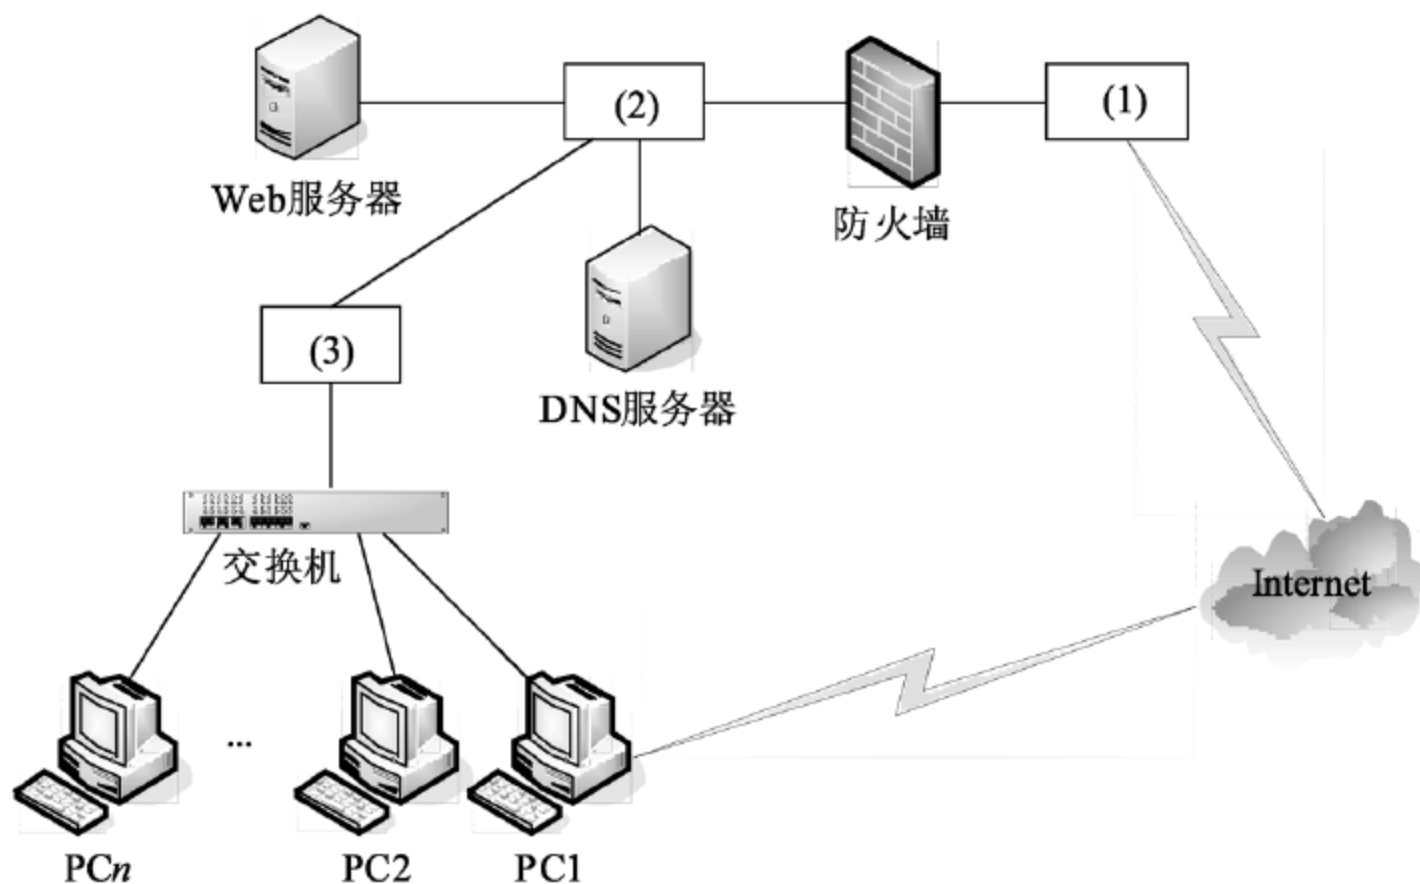 (2)
(1)
Web服务器
防火墙
(3)
DNS服务器
交换机
Internet
...
PCn
PC2
PC1